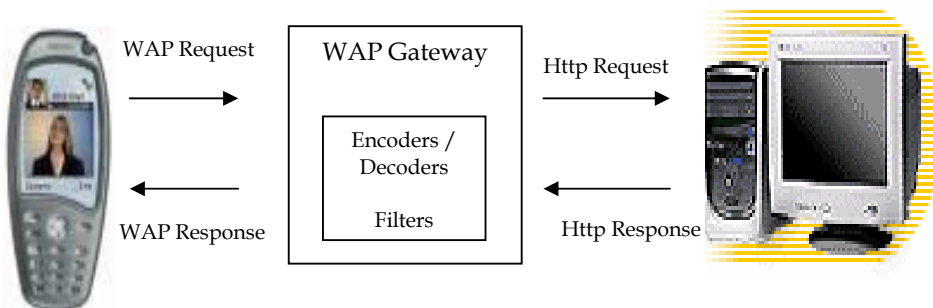 WAP Request
WAP Gateway
Http Request
Encoders /
Decoders
Filters
WAP Response
Http Response